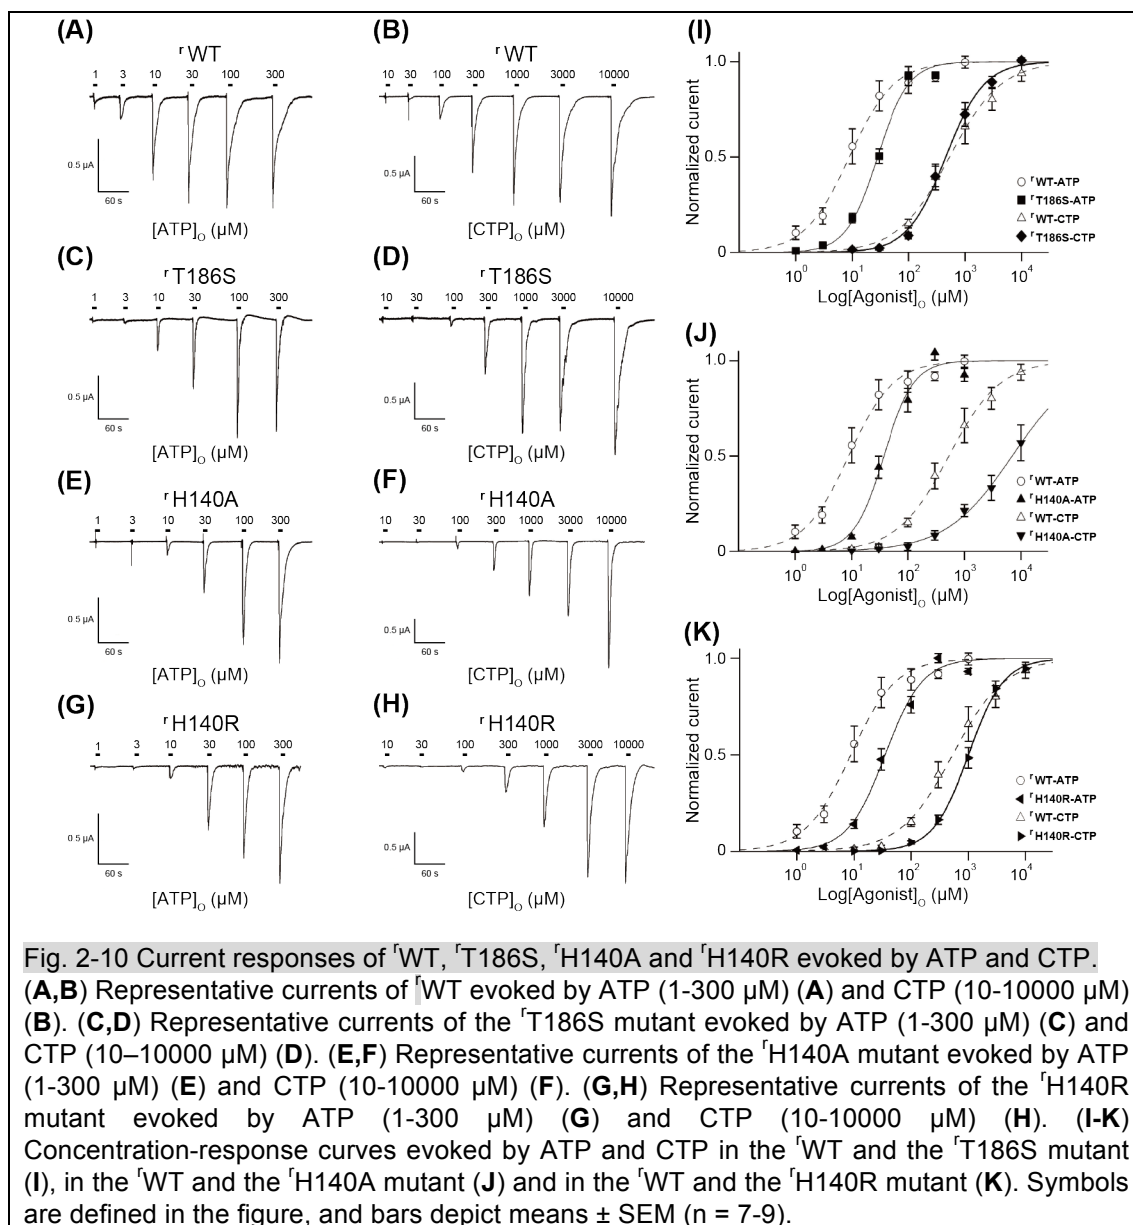 (A)
ʳWT
1 3 10 30 100 300
0.5 µA
60 s
[ATP]O (µM)
(B)
ʳWT
10 30 100 300 1000 3000 10000
0.5 µA
60 s
[CTP]O (µM)
(C)
ʳT186S
1 3 10 30 100 300
0.5 µA
60 s
[ATP]O (µM)
(D)
ʳT186S
10 30 100 300 1000 3000 10000
0.5 µA
60 s
[CTP]O (µM)
(E)
ʳH140A
1 3 10 30 100 300
0.5 µA
60 s
[ATP]O (µM)
(F)
ʳH140A
10 30 100 300 1000 3000 10000
0.5 µA
60 s
[CTP]O (µM)
(G)
ʳH140R
1 3 10 30 100 300
0.5 µA
60 s
[ATP]O (µM)
(H)
ʳH140R
10 30 100 300 1000 3000 10000
0.5 µA
60 s
[CTP]O (µM)
(I)
Normalized curent
1.0
0.5
0
ʳWT-ATP
ʳT186S-ATP
ʳWT-CTP
ʳT186S-CTP
10⁰ 10¹ 10² 10³ 10⁴
Log[Agonist]O (µM)
(J)
Normalized curent
1.0
0.5
0
ʳWT-ATP
ʳH140A-ATP
ʳWT-CTP
ʳH140A-CTP
10⁰ 10¹ 10² 10³ 10⁴
Log[Agonist]O (µM)
(K)
Normalized curent
1.0
0.5
0
ʳWT-ATP
ʳH140R-ATP
ʳWT-CTP
ʳH140R-CTP
10⁰ 10¹ 10² 10³ 10⁴
Log[Agonist]O (µM)
Fig. 2-10 Current responses of ʳWT, ʳT186S, ʳH140A and ʳH140R evoked by ATP and CTP.
(A,B) Representative currents of ʳWT evoked by ATP (1-300 µM) (A) and CTP (10-10000 µM)
(B). (C,D) Representative currents of the ʳT186S mutant evoked by ATP (1-300 µM) (C) and
CTP (10–10000 µM) (D). (E,F) Representative currents of the ʳH140A mutant evoked by ATP
(1-300 µM) (E) and CTP (10-10000 µM) (F). (G,H) Representative currents of the ʳH140R
mutant evoked by ATP (1-300 µM) (G) and CTP (10-10000 µM) (H). (I-K)
Concentration-response curves evoked by ATP and CTP in the ʳWT and the ʳT186S mutant
(I), in the ʳWT and the ʳH140A mutant (J) and in the ʳWT and the ʳH140R mutant (K). Symbols
are defined in the figure, and bars depict means ± SEM (n = 7-9).